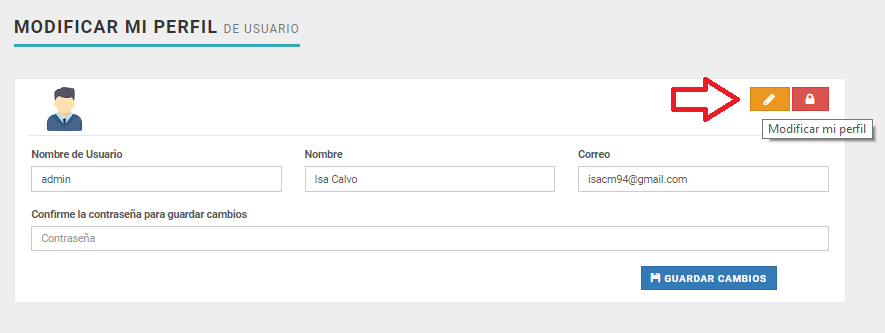 MODIFICAR MI PERFIL DE USUARIO
Modificar mi perfil
Nombre de Usuario Nombre Correo
admin Isa Calvo isacm94@gmail.com
Confirme la contraseña para guardar cambios
Contraseña
GUARDAR CAMBIOS